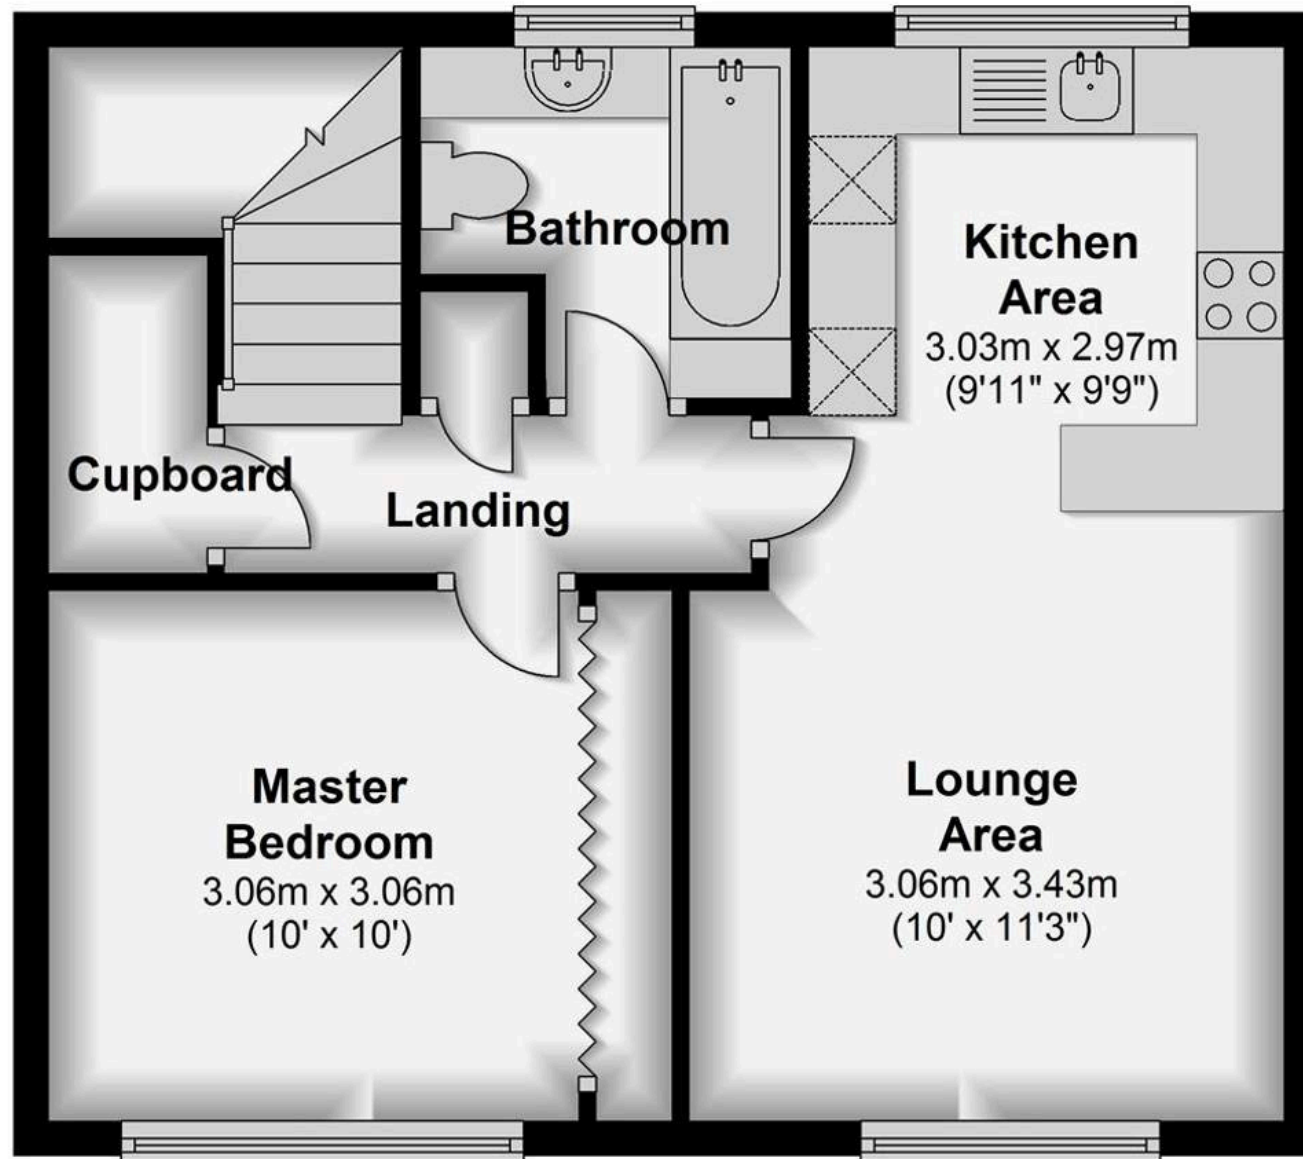 Bathroom
Kitchen
Area
3.03m x 2.97m
(9'11" x 9'9")
Cupboard
Landing
Master
Bedroom
3.06m x 3.06m
(10' x 10')
Lounge
Area
3.06m x 3.43m
(10' x 11'3")